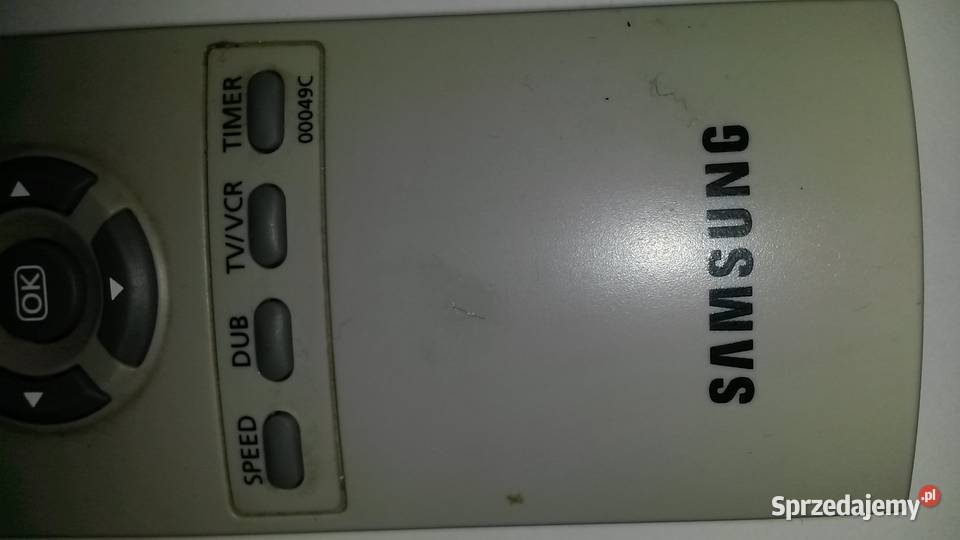 OK
SPEED DUB TV/VCR TIMER
00049C
SAMSUNG
Sprzedajemy.pl